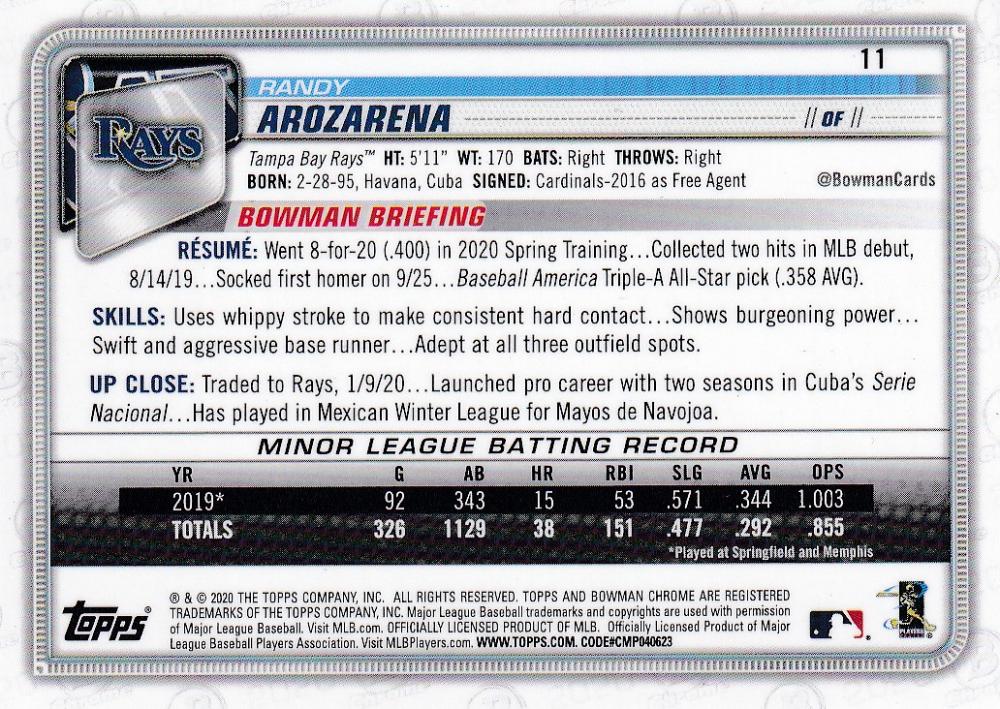 11
RANDY
AROZARENA // OF //
RAYS
Tampa Bay Rays™ HT: 5'11" WT: 170 BATS: Right THROWS: Right
BORN: 2-28-95, Havana, Cuba SIGNED: Cardinals-2016 as Free Agent @BowmanCards
BOWMAN BRIEFING
RÉSUMÉ: Went 8-for-20 (.400) in 2020 Spring Training...Collected two hits in MLB debut,
8/14/19...Socked first homer on 9/25...Baseball America Triple-A All-Star pick (.358 AVG).
SKILLS: Uses whippy stroke to make consistent hard contact...Shows burgeoning power...
Swift and aggressive base runner...Adept at all three outfield spots.
UP CLOSE: Traded to Rays, 1/9/20...Launched pro career with two seasons in Cuba's Serie
Nacional...Has played in Mexican Winter League for Mayos de Navojoa.
MINOR LEAGUE BATTING RECORD
YR G AB HR RBI SLG AVG OPS
2019* 92 343 15 53 .571 .344 1.003
TOTALS 326 1129 38 151 .477 .292 .855
*Played at Springfield and Memphis
® & © 2020 THE TOPPS COMPANY, INC. ALL RIGHTS RESERVED. TOPPS AND BOWMAN CHROME ARE REGISTERED
TRADEMARKS OF THE TOPPS COMPANY, INC. Major League Baseball trademarks and copyrights are used with permission
of Major League Baseball. Visit MLB.com. OFFICIALLY LICENSED PRODUCT OF MLB. Officially Licensed Product of Major
League Baseball Players Association. Visit MLBPlayers.com. WWW.TOPPS.COM. CODE#CMP040623
topps®